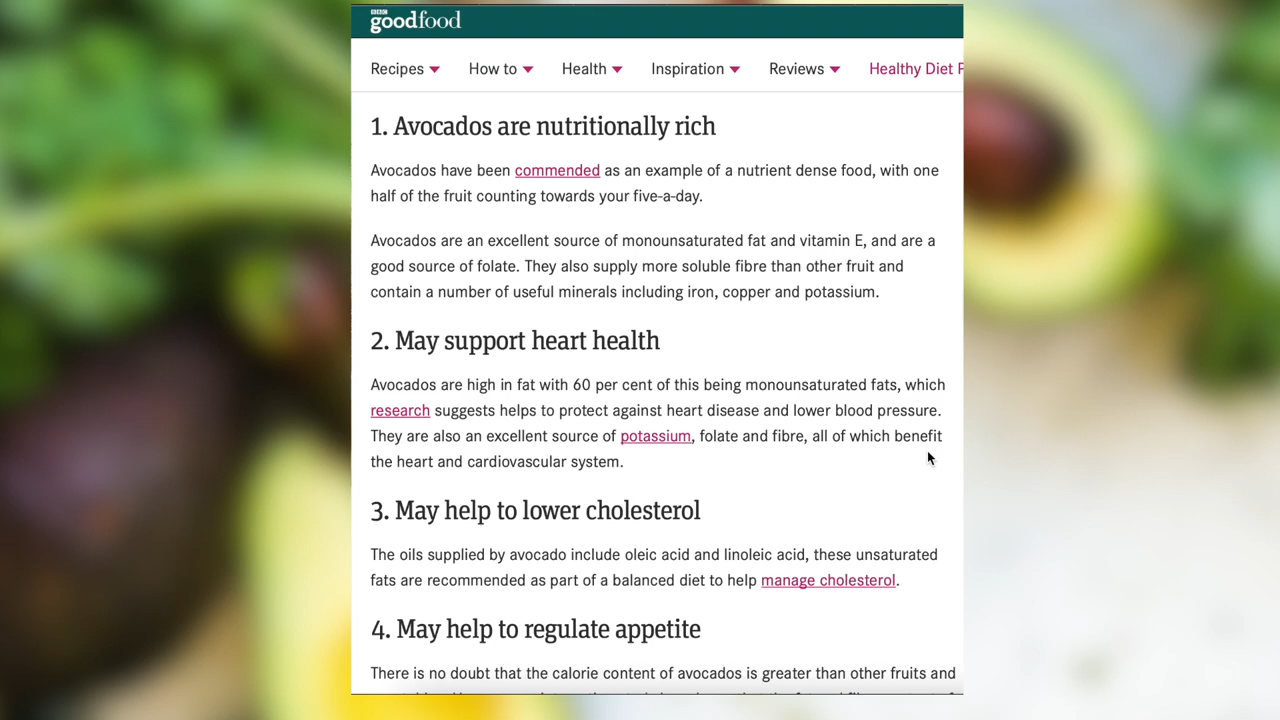 BBC
goodfood
Recipes How to Health Inspiration Reviews Healthy Diet
1. Avocados are nutritionally rich
Avocados have been commended as an example of a nutrient dense food, with one
half of the fruit counting towards your five-a-day.
Avocados are an excellent source of monounsaturated fat and vitamin E, and are a
good source of folate. They also supply more soluble fibre than other fruit and
contain a number of useful minerals including iron, copper and potassium.
2. May support heart health
Avocados are high in fat with 60 per cent of this being monounsaturated fats, which
research suggests helps to protect against heart disease and lower blood pressure.
They are also an excellent source of potassium, folate and fibre, all of which benefit
the heart and cardiovascular system.
3. May help to lower cholesterol
The oils supplied by avocado include oleic acid and linoleic acid, these unsaturated
fats are recommended as part of a balanced diet to help manage cholesterol.
4. May help to regulate appetite
There is no doubt that the calorie content of avocados is greater than other fruits and